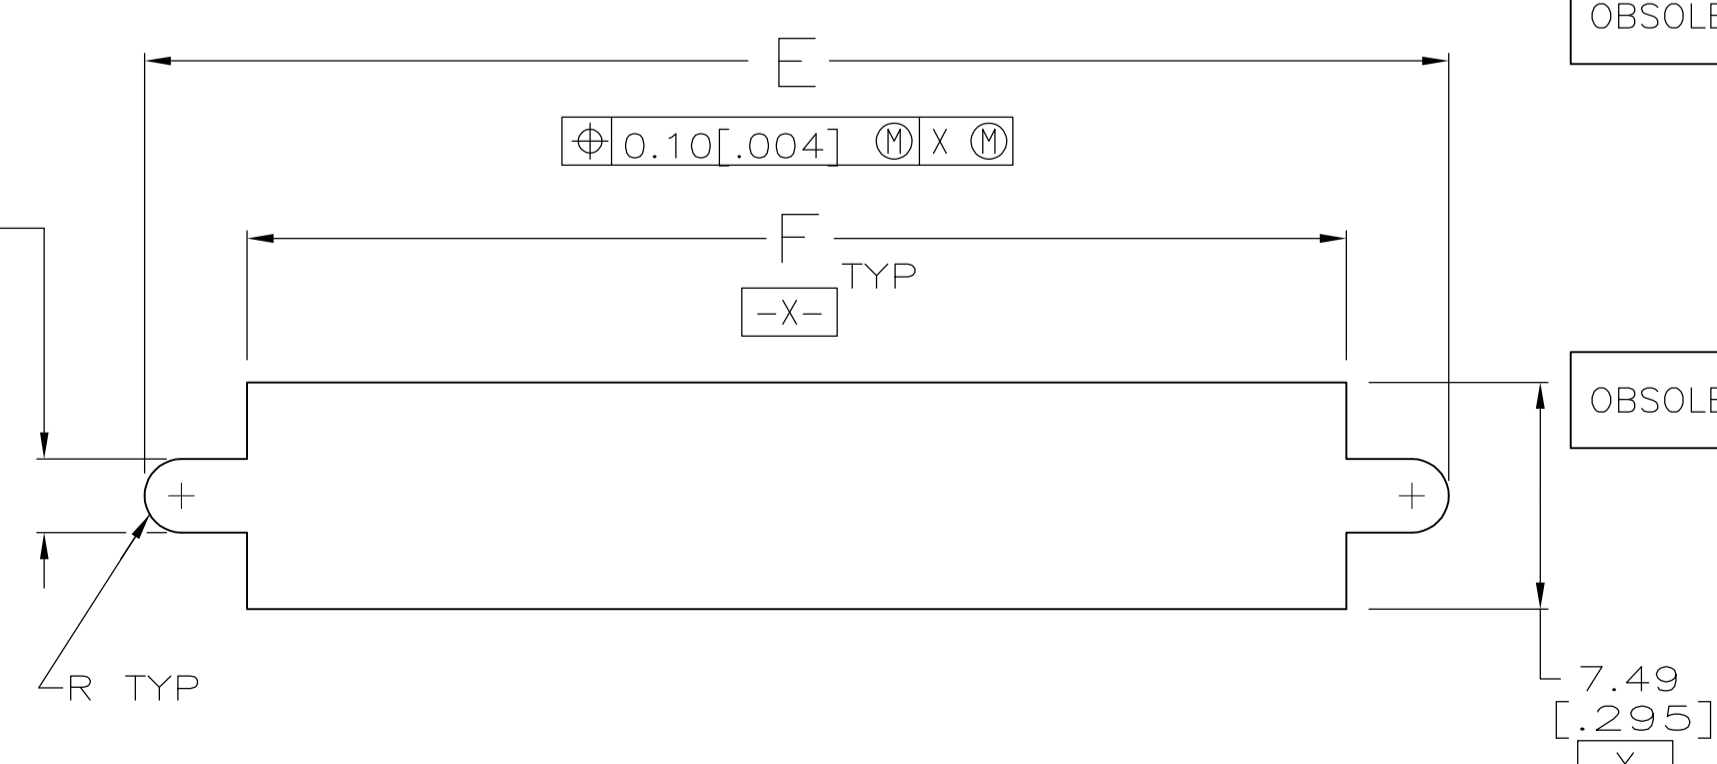 OBSOLE
E
⌖ 0.10[.004] Ⓜ X Ⓜ
F
TYP
-X-
OBSOLE
R TYP
7.49
[.295]